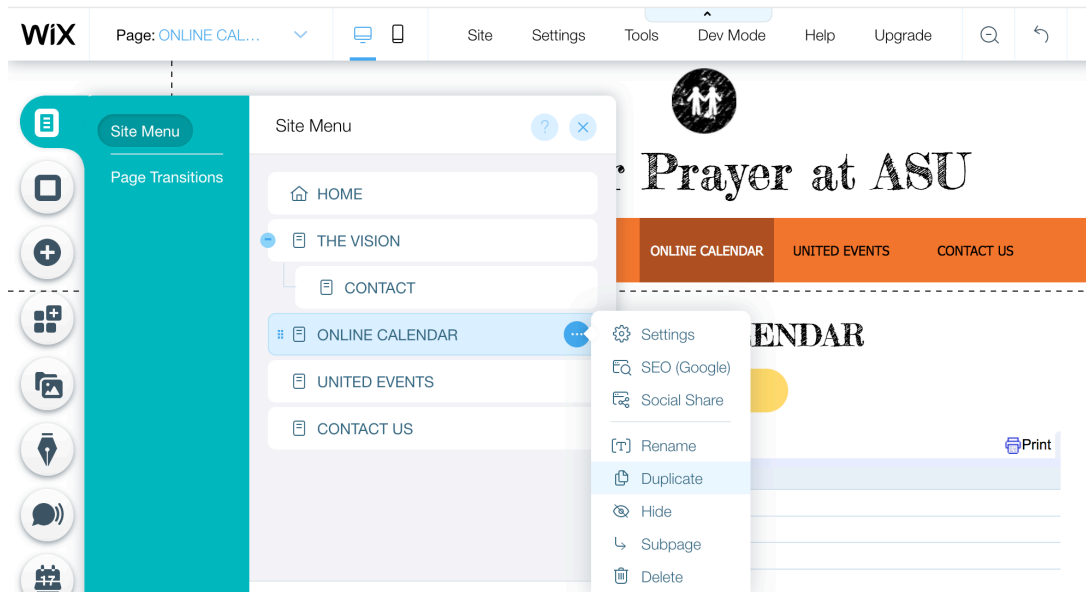 WiX
Page: ONLINE CAL...
Site
Settings
Tools
Dev Mode
Help
Upgrade
Site Menu
Page Transitions
Site Menu
?
HOME
THE VISION
CONTACT
ONLINE CALENDAR
UNITED EVENTS
CONTACT US
Settings
SEO (Google)
Social Share
[T] Rename
Duplicate
Hide
Subpage
Delete
r Prayer at ASU
ONLINE CALENDAR
UNITED EVENTS
CONTACT US
ENDAR
Print
17